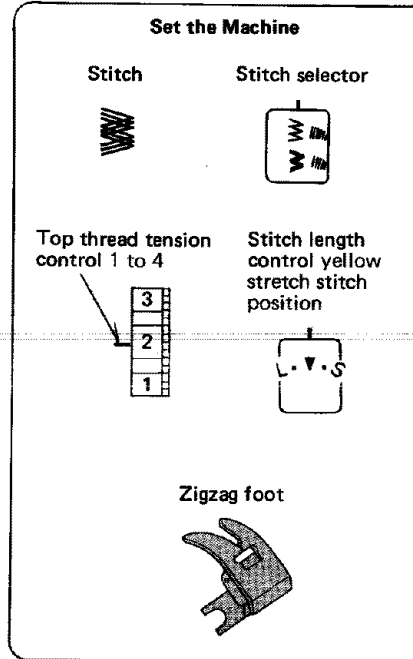 Set the Machine
Stitch
Stitch selector
Top thread tension
control 1 to 4
Stitch length
control yellow
stretch stitch
position
3
2
1
L S
Zigzag foot